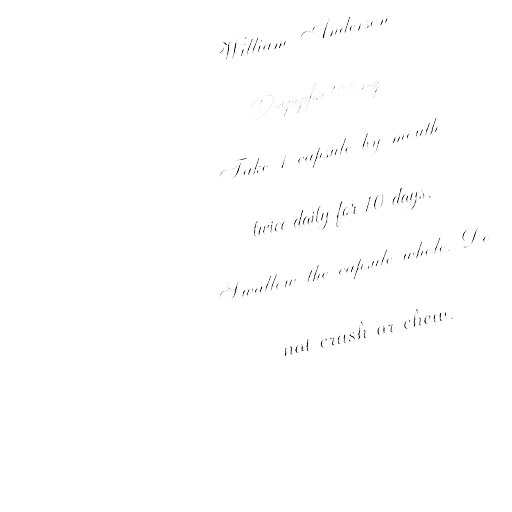 William Anderson
100 mg
Take 1 capsule by mouth
twice daily for 10 days.
Swallow the capsule whole. Do
not crush or chew.